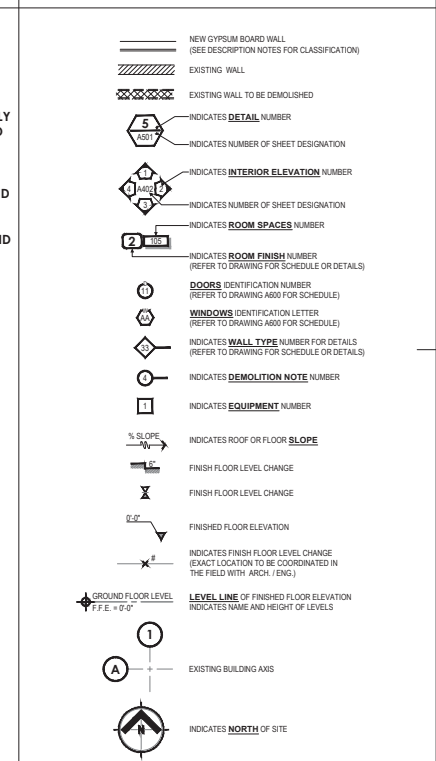 NEW GYPSUM BOARD WALL
(SEE DESCRIPTION NOTES FOR CLASSIFICATION)
EXISTING WALL
EXISTING WALL TO BE DEMOLISHED
LY
D
ND
5
A501
INDICATES DETAIL NUMBER
INDICATES NUMBER OF SHEET DESIGNATION
1
4 A402 2
3
INDICATES INTERIOR ELEVATION NUMBER
INDICATES NUMBER OF SHEET DESIGNATION
INDICATES ROOM SPACES NUMBER
2 105
INDICATES ROOM FINISH NUMBER
(REFER TO DRAWING FOR SCHEDULE OR DETAILS)
11
DOORS IDENTIFICATION NUMBER
(REFER TO DRAWING A600 FOR SCHEDULE)
AA
WINDOWS IDENTIFICATION LETTER
(REFER TO DRAWING A600 FOR SCHEDULE)
33
INDICATES WALL TYPE NUMBER FOR DETAILS
(REFER TO DRAWING FOR SCHEDULE OR DETAILS)
4
INDICATES DEMOLITION NOTE NUMBER
1
INDICATES EQUIPMENT NUMBER
% SLOPE
INDICATES ROOF OR FLOOR SLOPE
6"
FINISH FLOOR LEVEL CHANGE
FINISH FLOOR LEVEL CHANGE
0'-0"
FINISHED FLOOR ELEVATION
#
INDICATES FINISH FLOOR LEVEL CHANGE
(EXACT LOCATION TO BE COORDINATED IN
THE FIELD WITH ARCH. / ENG.)
GROUND FLOOR LEVEL
F.F.E. = 0'-0"
LEVEL LINE OF FINISHED FLOOR ELEVATION
INDICATES NAME AND HEIGHT OF LEVELS
1
A
EXISTING BUILDING AXIS
N
INDICATES NORTH OF SITE